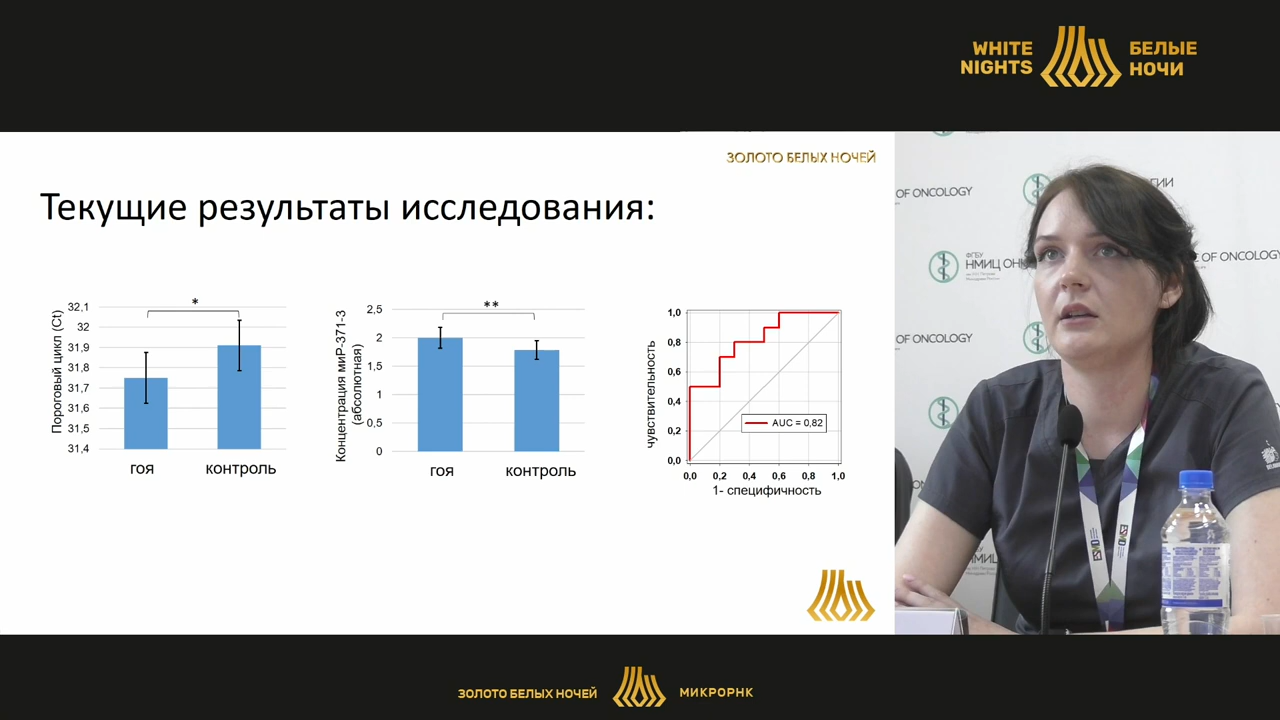 WHITE
NIGHTS
БЕЛЫЕ
НОЧИ
ЗОЛОТО БЕЛЫХ НОЧЕЙ
Текущие результаты исследования:
Пороговый цикл (Ct)
32,1
32
31,9
31,8
31,7
31,6
31,5
31,4
*
гоя
контроль
Концентрация миР-371-3
(абсолютная)
2,5
2
1,5
1
0,5
0
**
гоя
контроль
чувствительность
1,0
0,8
0,6
0,4
0,2
0,0
AUC = 0,82
0,0 0,2 0,4 0,6 0,8 1,0
1- специфичность
OF ONCOLOGY
ГИИ
ФГБУ
НМИЦ ОН
E OF ONCOLOGY
OF ONCOLOGY
ESMO
ЗОЛОТО БЕЛЫХ НОЧЕЙ
МИКРОРНК